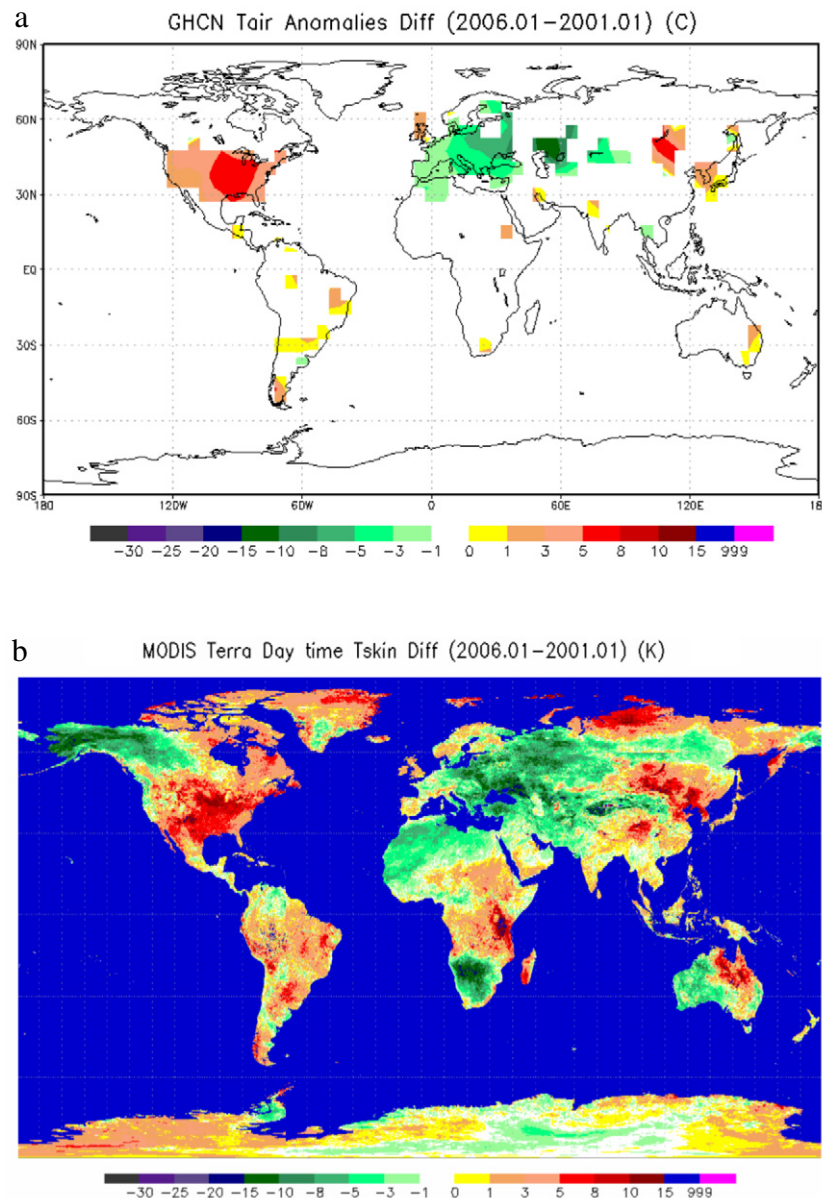 a
GHCN Tair Anomalies Diff (2006.01−2001.01) (C)
90N
60N
30N
EQ
30S
60S
90S
180 120W 60W 0 60E 120E 18
−30 −25 −20 −15 −10 −8 −5 −3 −1 0 1 3 5 8 10 15 999
b
MODIS Terra Day time Tskin Diff (2006.01−2001.01) (K)
−30 −25 −20 −15 −10 −8 −5 −3 −1 0 1 3 5 8 10 15 999